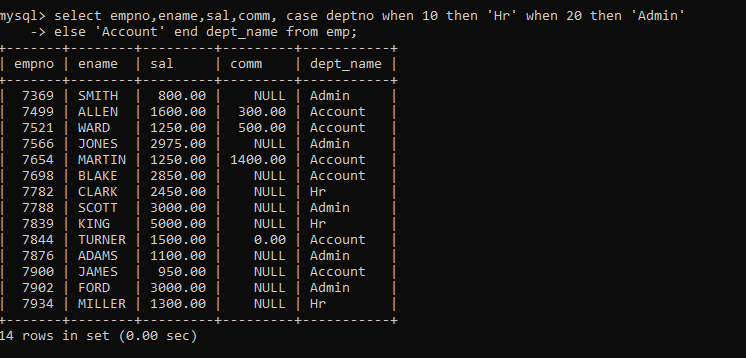 mysql> select empno,ename,sal,comm, case deptno when 10 then 'Hr' when 20 then 'Admin'
    -> else 'Account' end dept_name from emp;
+-------+--------+---------+---------+-----------+
| empno | ename  | sal     | comm    | dept_name |
+-------+--------+---------+---------+-----------+
|  7369 | SMITH  |  800.00 |    NULL | Admin     |
|  7499 | ALLEN  | 1600.00 |  300.00 | Account   |
|  7521 | WARD   | 1250.00 |  500.00 | Account   |
|  7566 | JONES  | 2975.00 |    NULL | Admin     |
|  7654 | MARTIN | 1250.00 | 1400.00 | Account   |
|  7698 | BLAKE  | 2850.00 |    NULL | Account   |
|  7782 | CLARK  | 2450.00 |    NULL | Hr        |
|  7788 | SCOTT  | 3000.00 |    NULL | Admin     |
|  7839 | KING   | 5000.00 |    NULL | Hr        |
|  7844 | TURNER | 1500.00 |    0.00 | Account   |
|  7876 | ADAMS  | 1100.00 |    NULL | Admin     |
|  7900 | JAMES  |  950.00 |    NULL | Account   |
|  7902 | FORD   | 3000.00 |    NULL | Admin     |
|  7934 | MILLER | 1300.00 |    NULL | Hr        |
+-------+--------+---------+---------+-----------+
14 rows in set (0.00 sec)